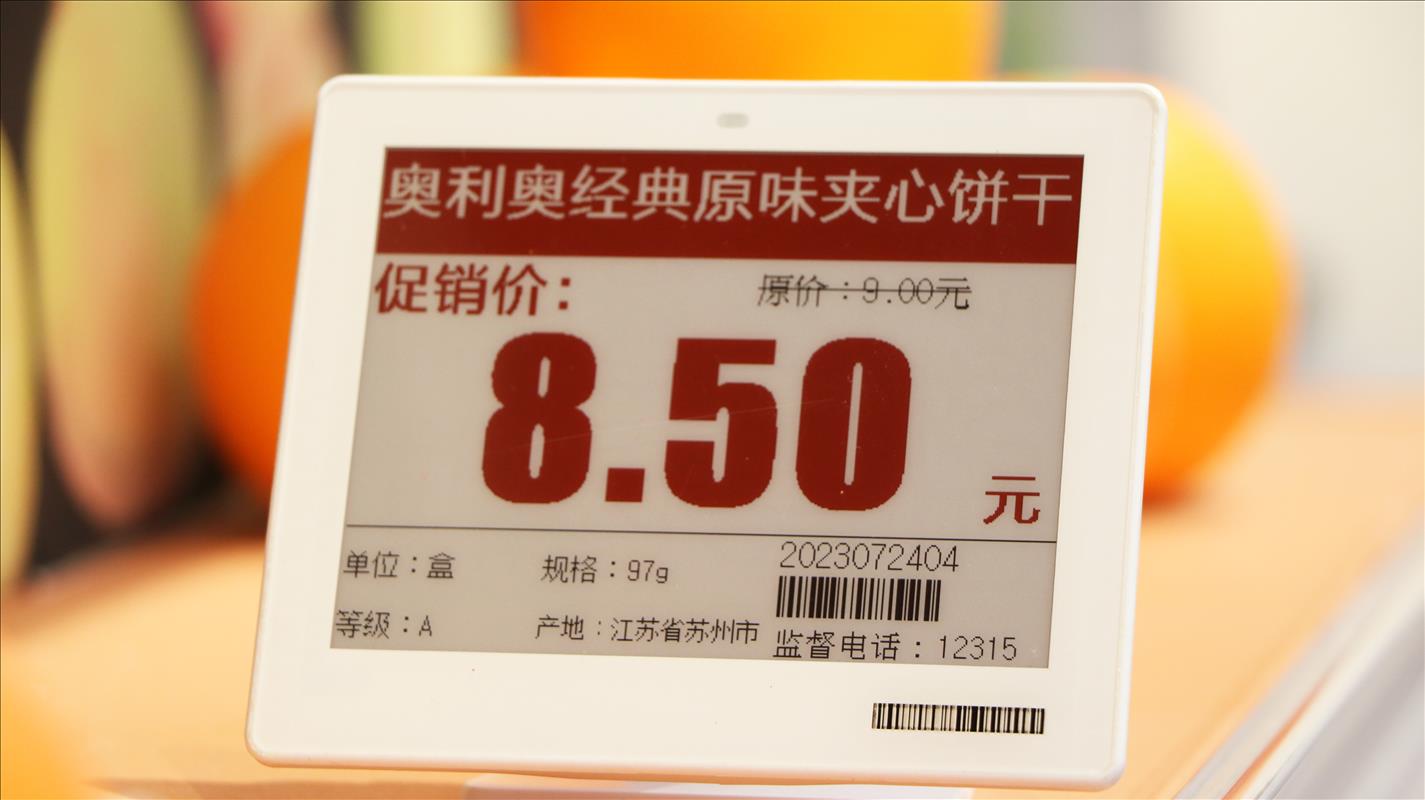 奥利奥经典原味夹心饼干
促销价：
原价：9.00元
8.50 元
单位：盒
规格：97g
2023072404
等级：A
产地：江苏省苏州市
监督电话：12315